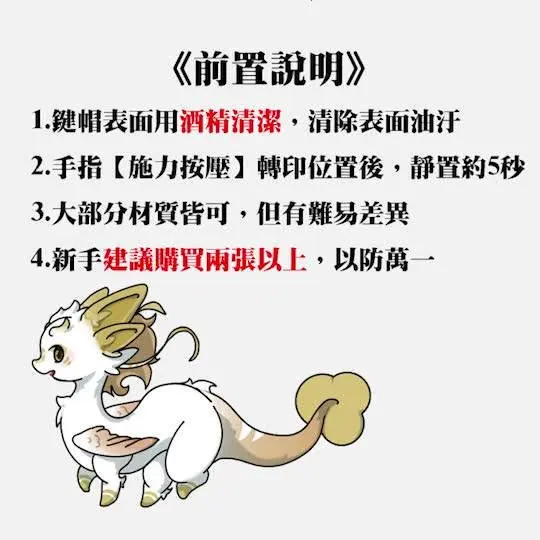 《前置說明》
1.鍵帽表面用酒精清潔，清除表面油汙
2.手指【施力按壓】轉印位置後，靜置約5秒
3.大部分材質皆可，但有難易差異
4.新手建議購買兩張以上，以防萬一